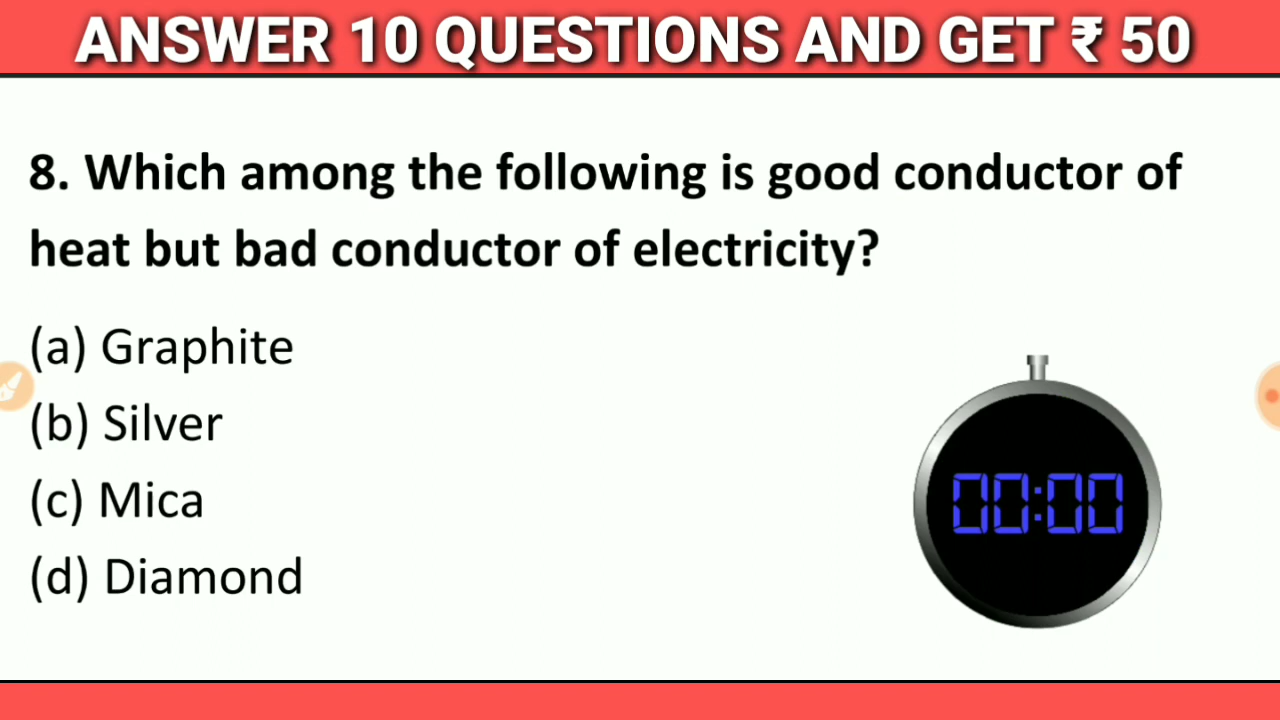 ANSWER 10 QUESTIONS AND GET ₹ 50
8. Which among the following is good conductor of
heat but bad conductor of electricity?
(a) Graphite
(b) Silver
(c) Mica
(d) Diamond
00:00